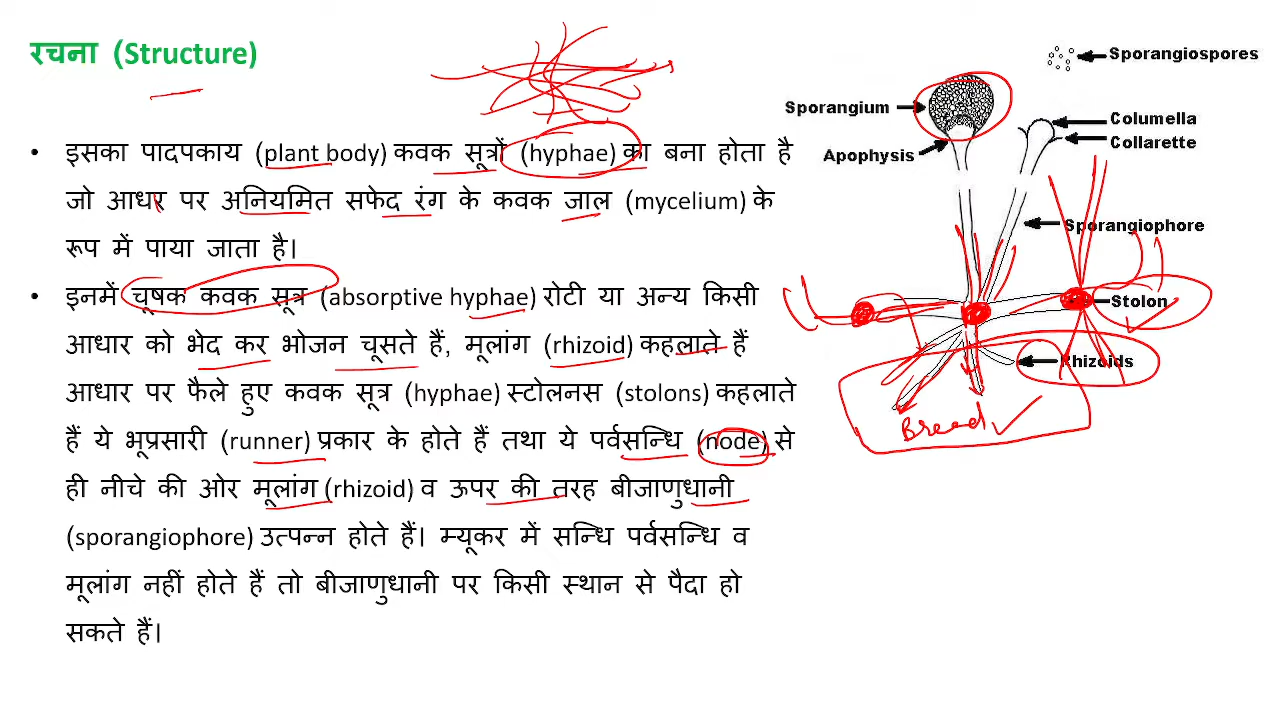 रचना (Structure)
• इसका पादपकाय (plant body) कवक सूत्रों (hyphae) का बना होता है
जो आधार पर अनियमित सफेद रंग के कवक जाल (mycelium) के
रूप में पाया जाता है।
• इनमें चूषक कवक सूत्र (absorptive hyphae) रोटी या अन्य किसी
आधार को भेद कर भोजन चूसते हैं, मूलांग (rhizoid) कहलाते हैं
आधार पर फैले हुए कवक सूत्र (hyphae) स्टोलनस (stolons) कहलाते
हैं ये भूप्रसारी (runner) प्रकार के होते हैं तथा ये पर्वसन्धि (node) से
ही नीचे की ओर मूलांग (rhizoid) व ऊपर की तरह बीजाणुधानी
(sporangiophore) उत्पन्न होते हैं। म्यूकर में सन्धि पर्वसन्धि व
मूलांग नहीं होते हैं तो बीजाणुधानी पर किसी स्थान से पैदा हो
सकते हैं।
Sporangiospores
Sporangium
Columella
Collarette
Apophysis
Sporangiophore
Stolon
Rhizoids
Bread